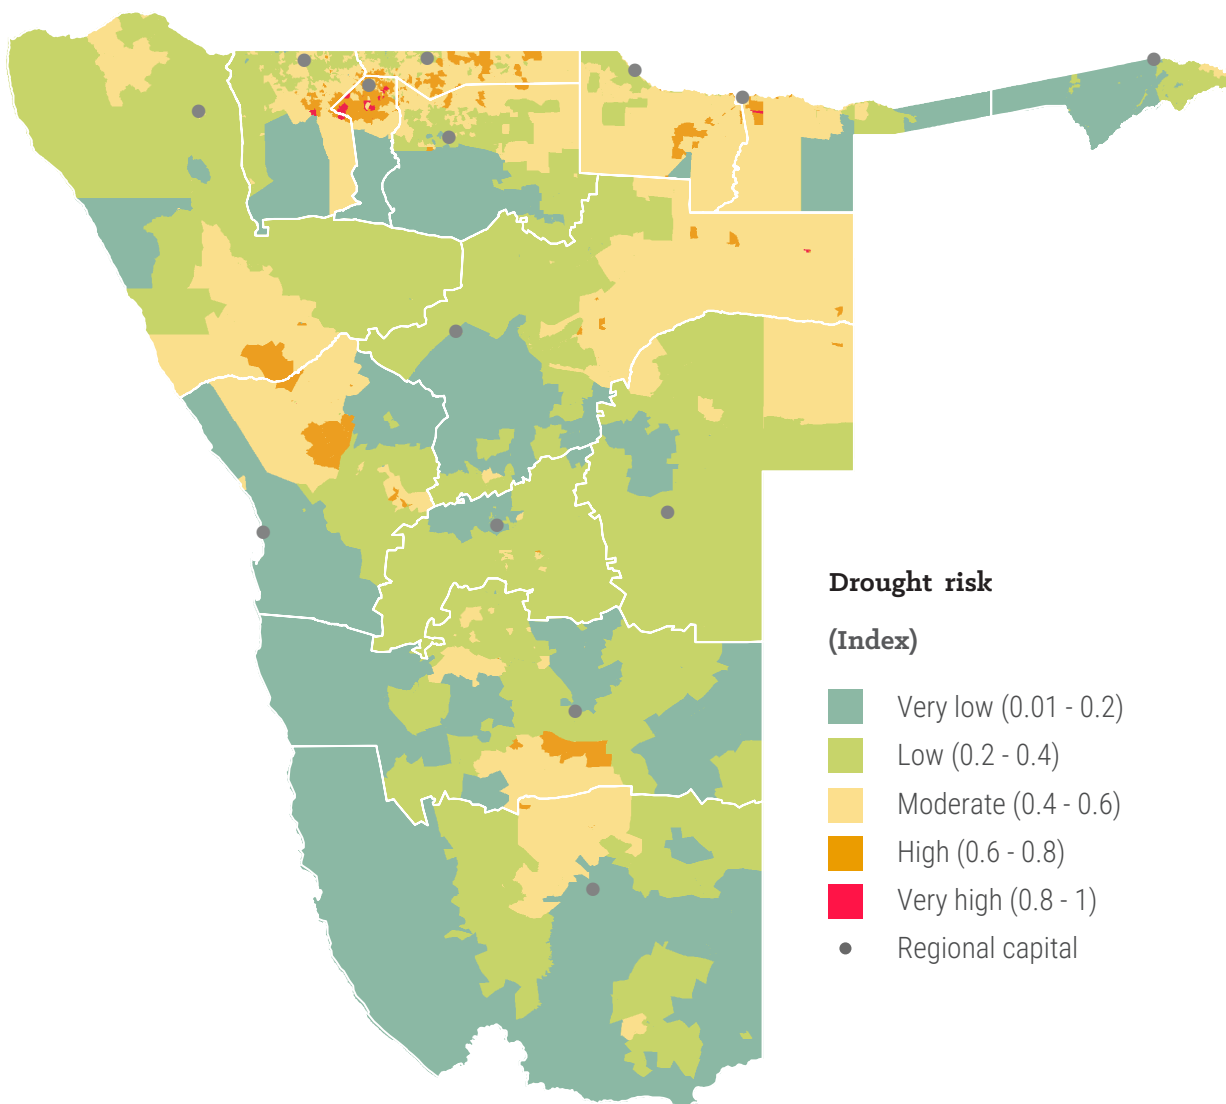 Drought risk
(Index)
Very low (0.01 - 0.2)
Low (0.2 - 0.4)
Moderate (0.4 - 0.6)
High (0.6 - 0.8)
Very high (0.8 - 1)
Regional capital